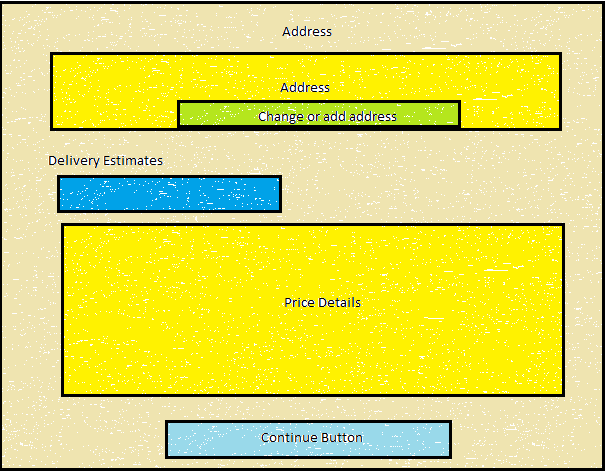 Address
Address
Change or add address
Delivery Estimates
Price Details
Continue Button